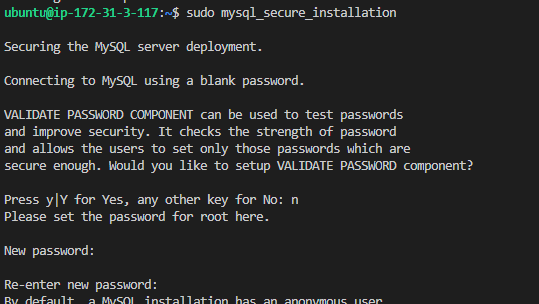 ubuntu@ip-172-31-3-117:~$ sudo mysql_secure_installation
Securing the MySQL server deployment.
Connecting to MySQL using a blank password.
VALIDATE PASSWORD COMPONENT can be used to test passwords
and improve security. It checks the strength of password
and allows the users to set only those passwords which are
secure enough. Would you like to setup VALIDATE PASSWORD component?
Press y|Y for Yes, any other key for No: n
Please set the password for root here.
New password:
Re-enter new password:
By default, a MySQL installation has an anonymous user,